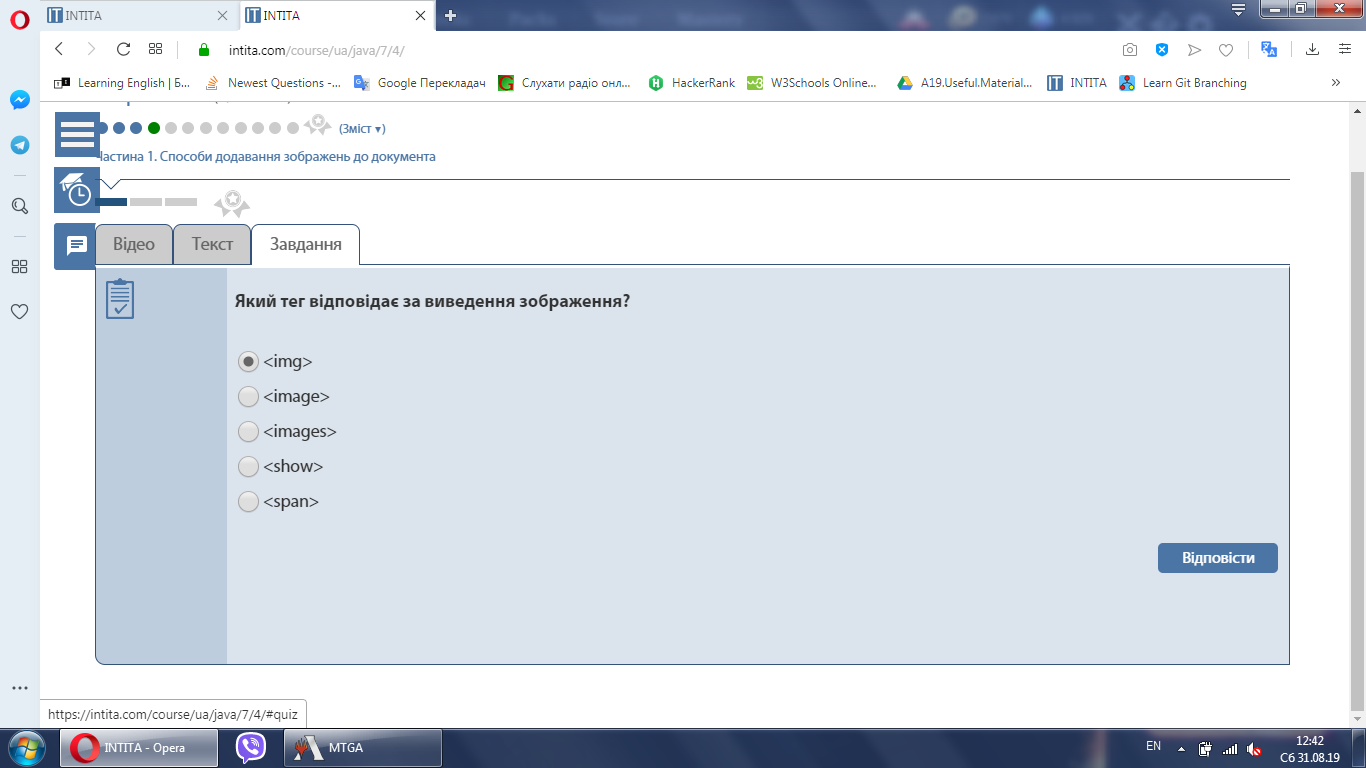 INTITA
INTITA
intita.com/course/ua/java/7/4/
Learning English | Б...
Newest Questions -...
Google Перекладач
Слухати радіо онл...
HackerRank
W3Schools Online...
A19.Useful.Material...
INTITA
Learn Git Branching
(Зміст ▾)
Частина 1. Способи додавання зображень до документа
Відео
Текст
Завдання
Який тег відповідає за виведення зображення?
<img>
<image>
<images>
<show>
<span>
Відповісти
https://intita.com/course/ua/java/7/4/#quiz
INTITA - Opera
MTGA
EN
12:42
Сб 31.08.19